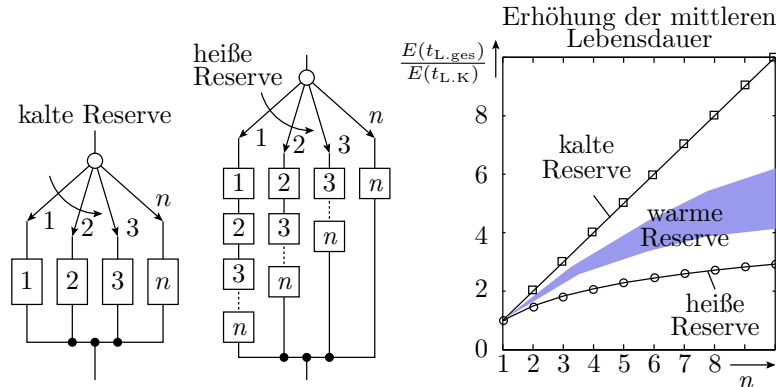 kalte Reserve
1
2
3
n
1
2
3
n
heiße
Reserve
1
2
3
n
1
2
3
n
2
3
n
3
n
n
Erhöhung der mittleren
Lebensdauer
E(t_L.ges)
E(t_L.K)
8
6
4
2
0
kalte
Reserve
warme
Reserve
heiße
Reserve
1 2 3 4 5 6 7 8 n